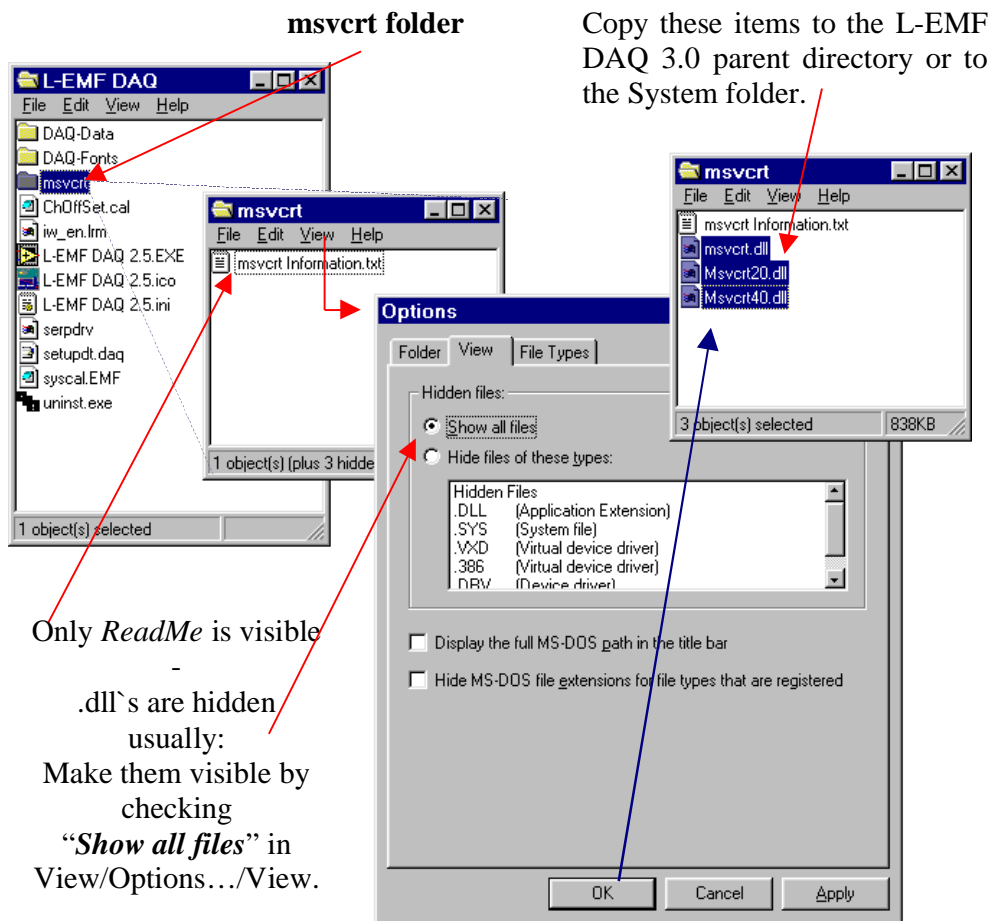 msvcrt folder
Copy these items to the L-EMF
DAQ 3.0 parent directory or to
the System folder.
L-EMF DAQ
File Edit View Help
DAQ-Data
DAQ-Fonts
msvcrt
ChOffSet.cal
iw_en.lrm
L-EMF DAQ 2.5.EXE
L-EMF DAQ 2.5.ico
L-EMF DAQ 2.5.ini
serpdrv
setupdt.daq
syscal.EMF
uninst.exe
1 object(s) selected
msvcrt
File Edit View Help
msvcrt Information.txt
1 object(s) (plus 3 hidde
msvcrt
File Edit View Help
msvcrt Information.txt
msvcrt.dll
Msvcrt20.dll
Msvcrt40.dll
3 object(s) selected 838KB
Options
Folder View File Types
Hidden files:
Show all files
Hide files of these types:
Hidden Files
.DLL (Application Extension)
.SYS (System file)
.VXD (Virtual device driver)
.386 (Virtual device driver)
.DRV (Device driver)
Display the full MS-DOS path in the title bar
Hide MS-DOS file extensions for file types that are registered
OK Cancel Apply
Only ReadMe is visible
-
.dll`s are hidden
usually:
Make them visible by
checking
“Show all files” in
View/Options…/View.